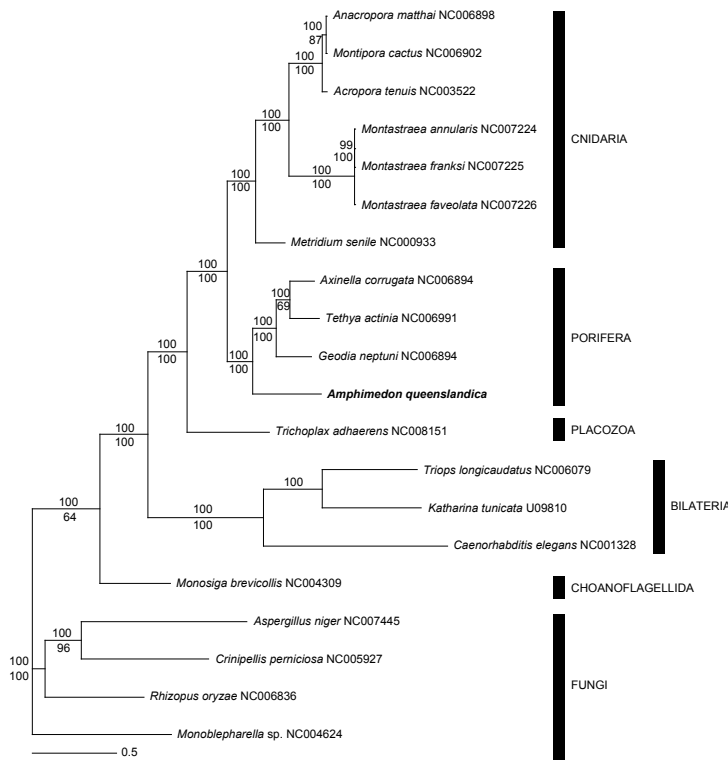 Anacropora matthai NC006898
100
87
Montipora cactus NC006902
100
100
Acropora tenuis NC003522
100
100
Montastraea annularis NC007224
CNIDARIA
99
100
Montastraea franksi NC007225
100
100
100
100
Montastraea faveolata NC007226
Metridium senile NC000933
100
100
Axinella corrugata NC006894
100
69
Tethya actinia NC006991
100
100
PORIFERA
Geodia neptuni NC006894
100
100
100
100
Amphimedon queenslandica
Trichoplax adhaerens NC008151
PLACOZOA
100
100
Triops longicaudatus NC006079
100
Katharina tunicata U09810
BILATERIA
100
100
100
64
Caenorhabditis elegans NC001328
Monosiga brevicollis NC004309
CHOANOFLAGELLIDA
Aspergillus niger NC007445
100
96
Crinipellis perniciosa NC005927
100
100
FUNGI
Rhizopus oryzae NC006836
Monoblepharella sp. NC004624
0.5